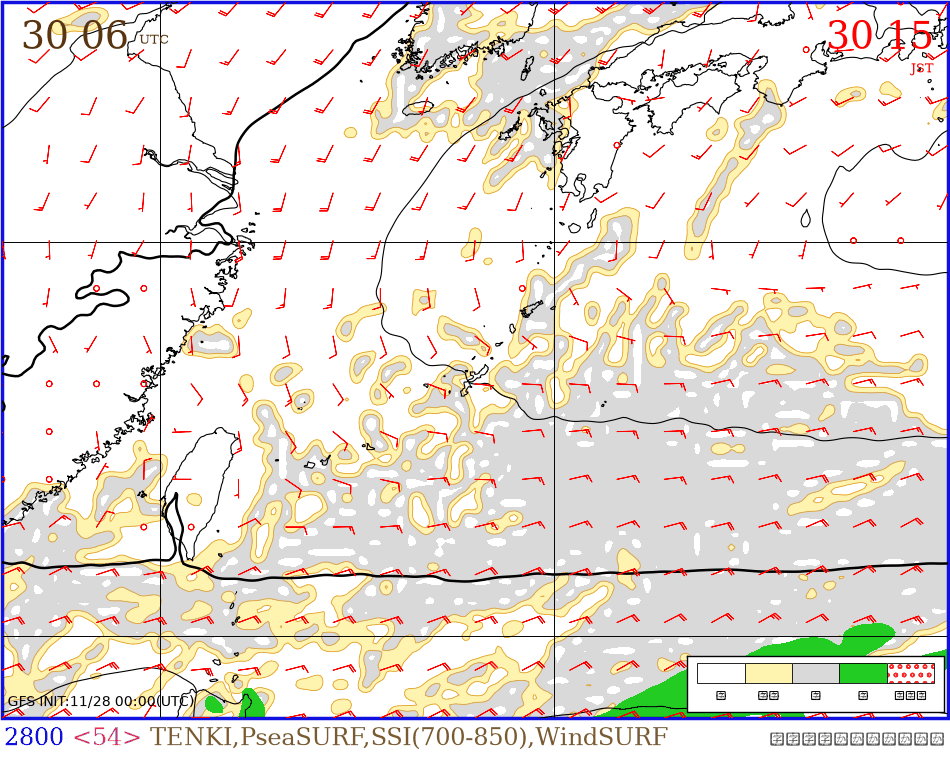 30 06 UTC
30 15
JST
GFS INIT:11/28 00:00(UTC)
2800 <54> TENKI,PseaSURF,SSI(700-850),WindSURF